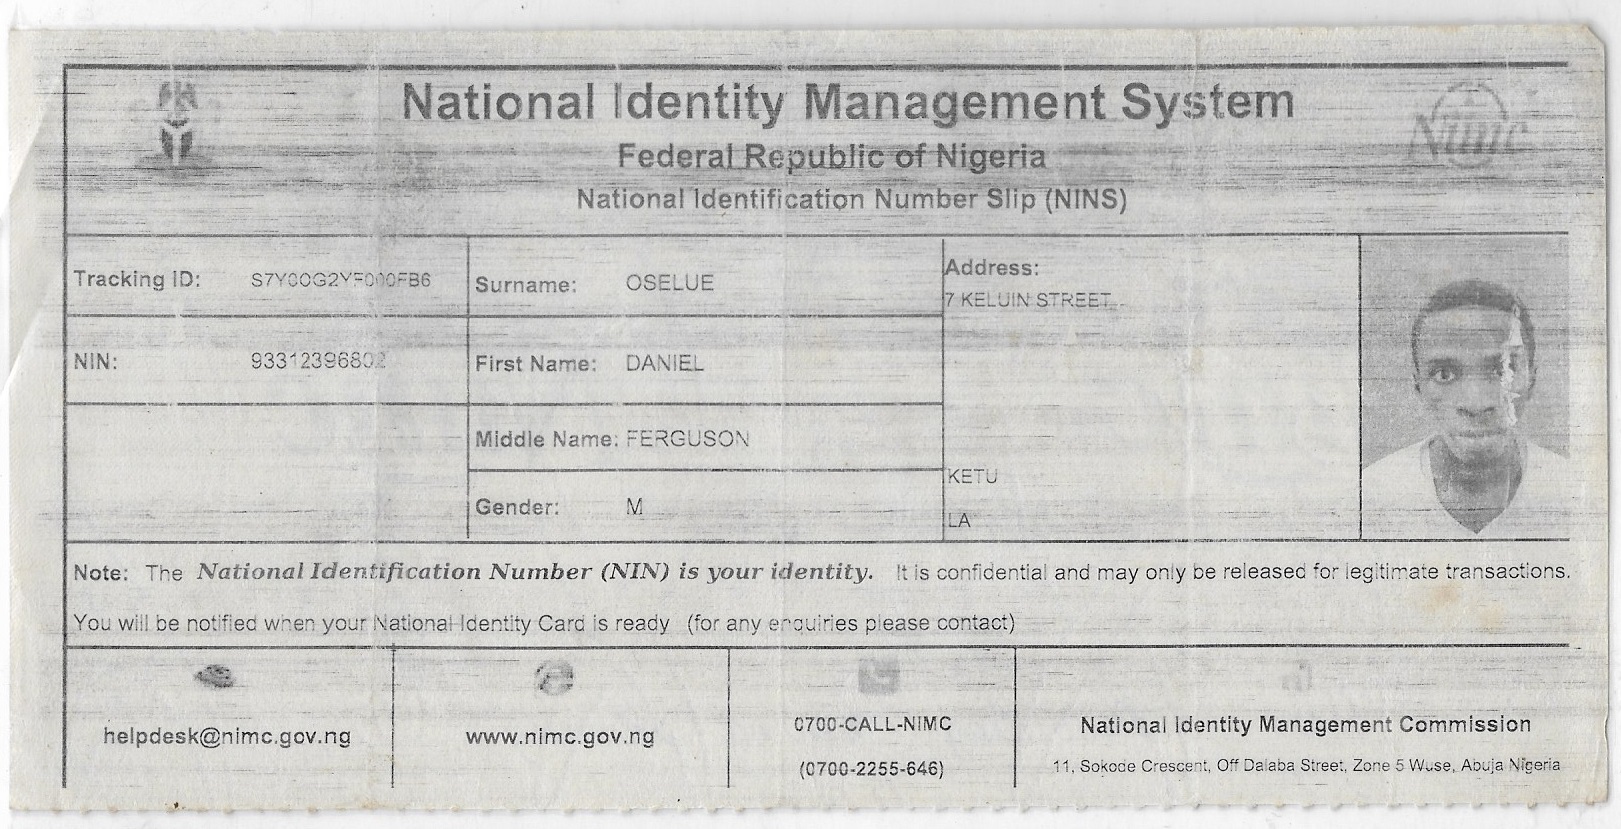 National Identity Management System
Federal Republic of Nigeria
National Identification Number Slip (NINS)
Nimc
Tracking ID:
Surname: OSELUE
Address:
7 KELUIN STREET
NIN:
First Name: DANIEL
Middle Name: FERGUSON
KETU
Gender: M
LA
Note: The National Identification Number (NIN) is your identity. It is confidential and may only be released for legitimate transactions.
You will be notified when your National Identity Card is ready (for any enquiries please contact)
helpdesk@nimc.gov.ng
www.nimc.gov.ng
0700-CALL-NIMC
(0700-2255-646)
National Identity Management Commission
11, Sokode Crescent, Off Dalaba Street, Zone 5 Wuse, Abuja Nigeria